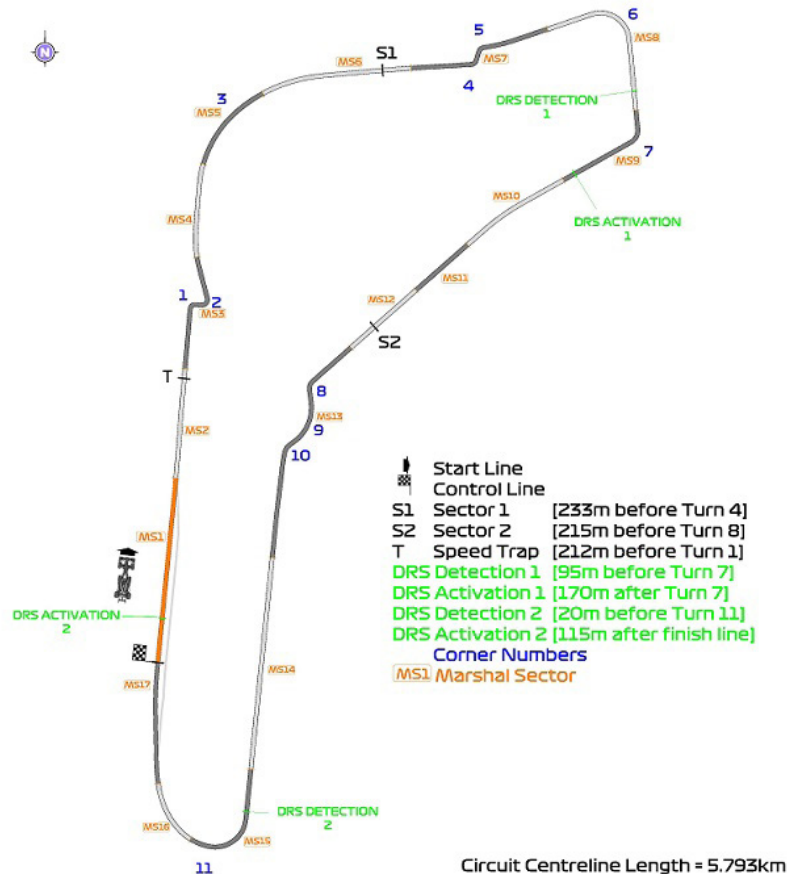 N
6
5
S1
MS8
MS6
MS7
4
DRS DETECTION
1
3
MS5
7
MS9
MS10
DRS ACTIVATION
1
MS4
MS11
1
2
MS12
MS3
S2
T
8
MS13
9
MS2
10
Start Line
Control Line
S1 Sector 1 [233m before Turn 4]
S2 Sector 2 [215m before Turn 8]
T Speed Trap [212m before Turn 1]
DRS Detection 1 [95m before Turn 7]
DRS Activation 1 [170m after Turn 7]
DRS Detection 2 [20m before Turn 11]
DRS Activation 2 [115m after finish line]
Corner Numbers
MS1 Marshal Sector
MS1
DRS ACTIVATION
2
MS14
MS17
DRS DETECTION
2
MS16
MS15
11
Circuit Centreline Length = 5.793km